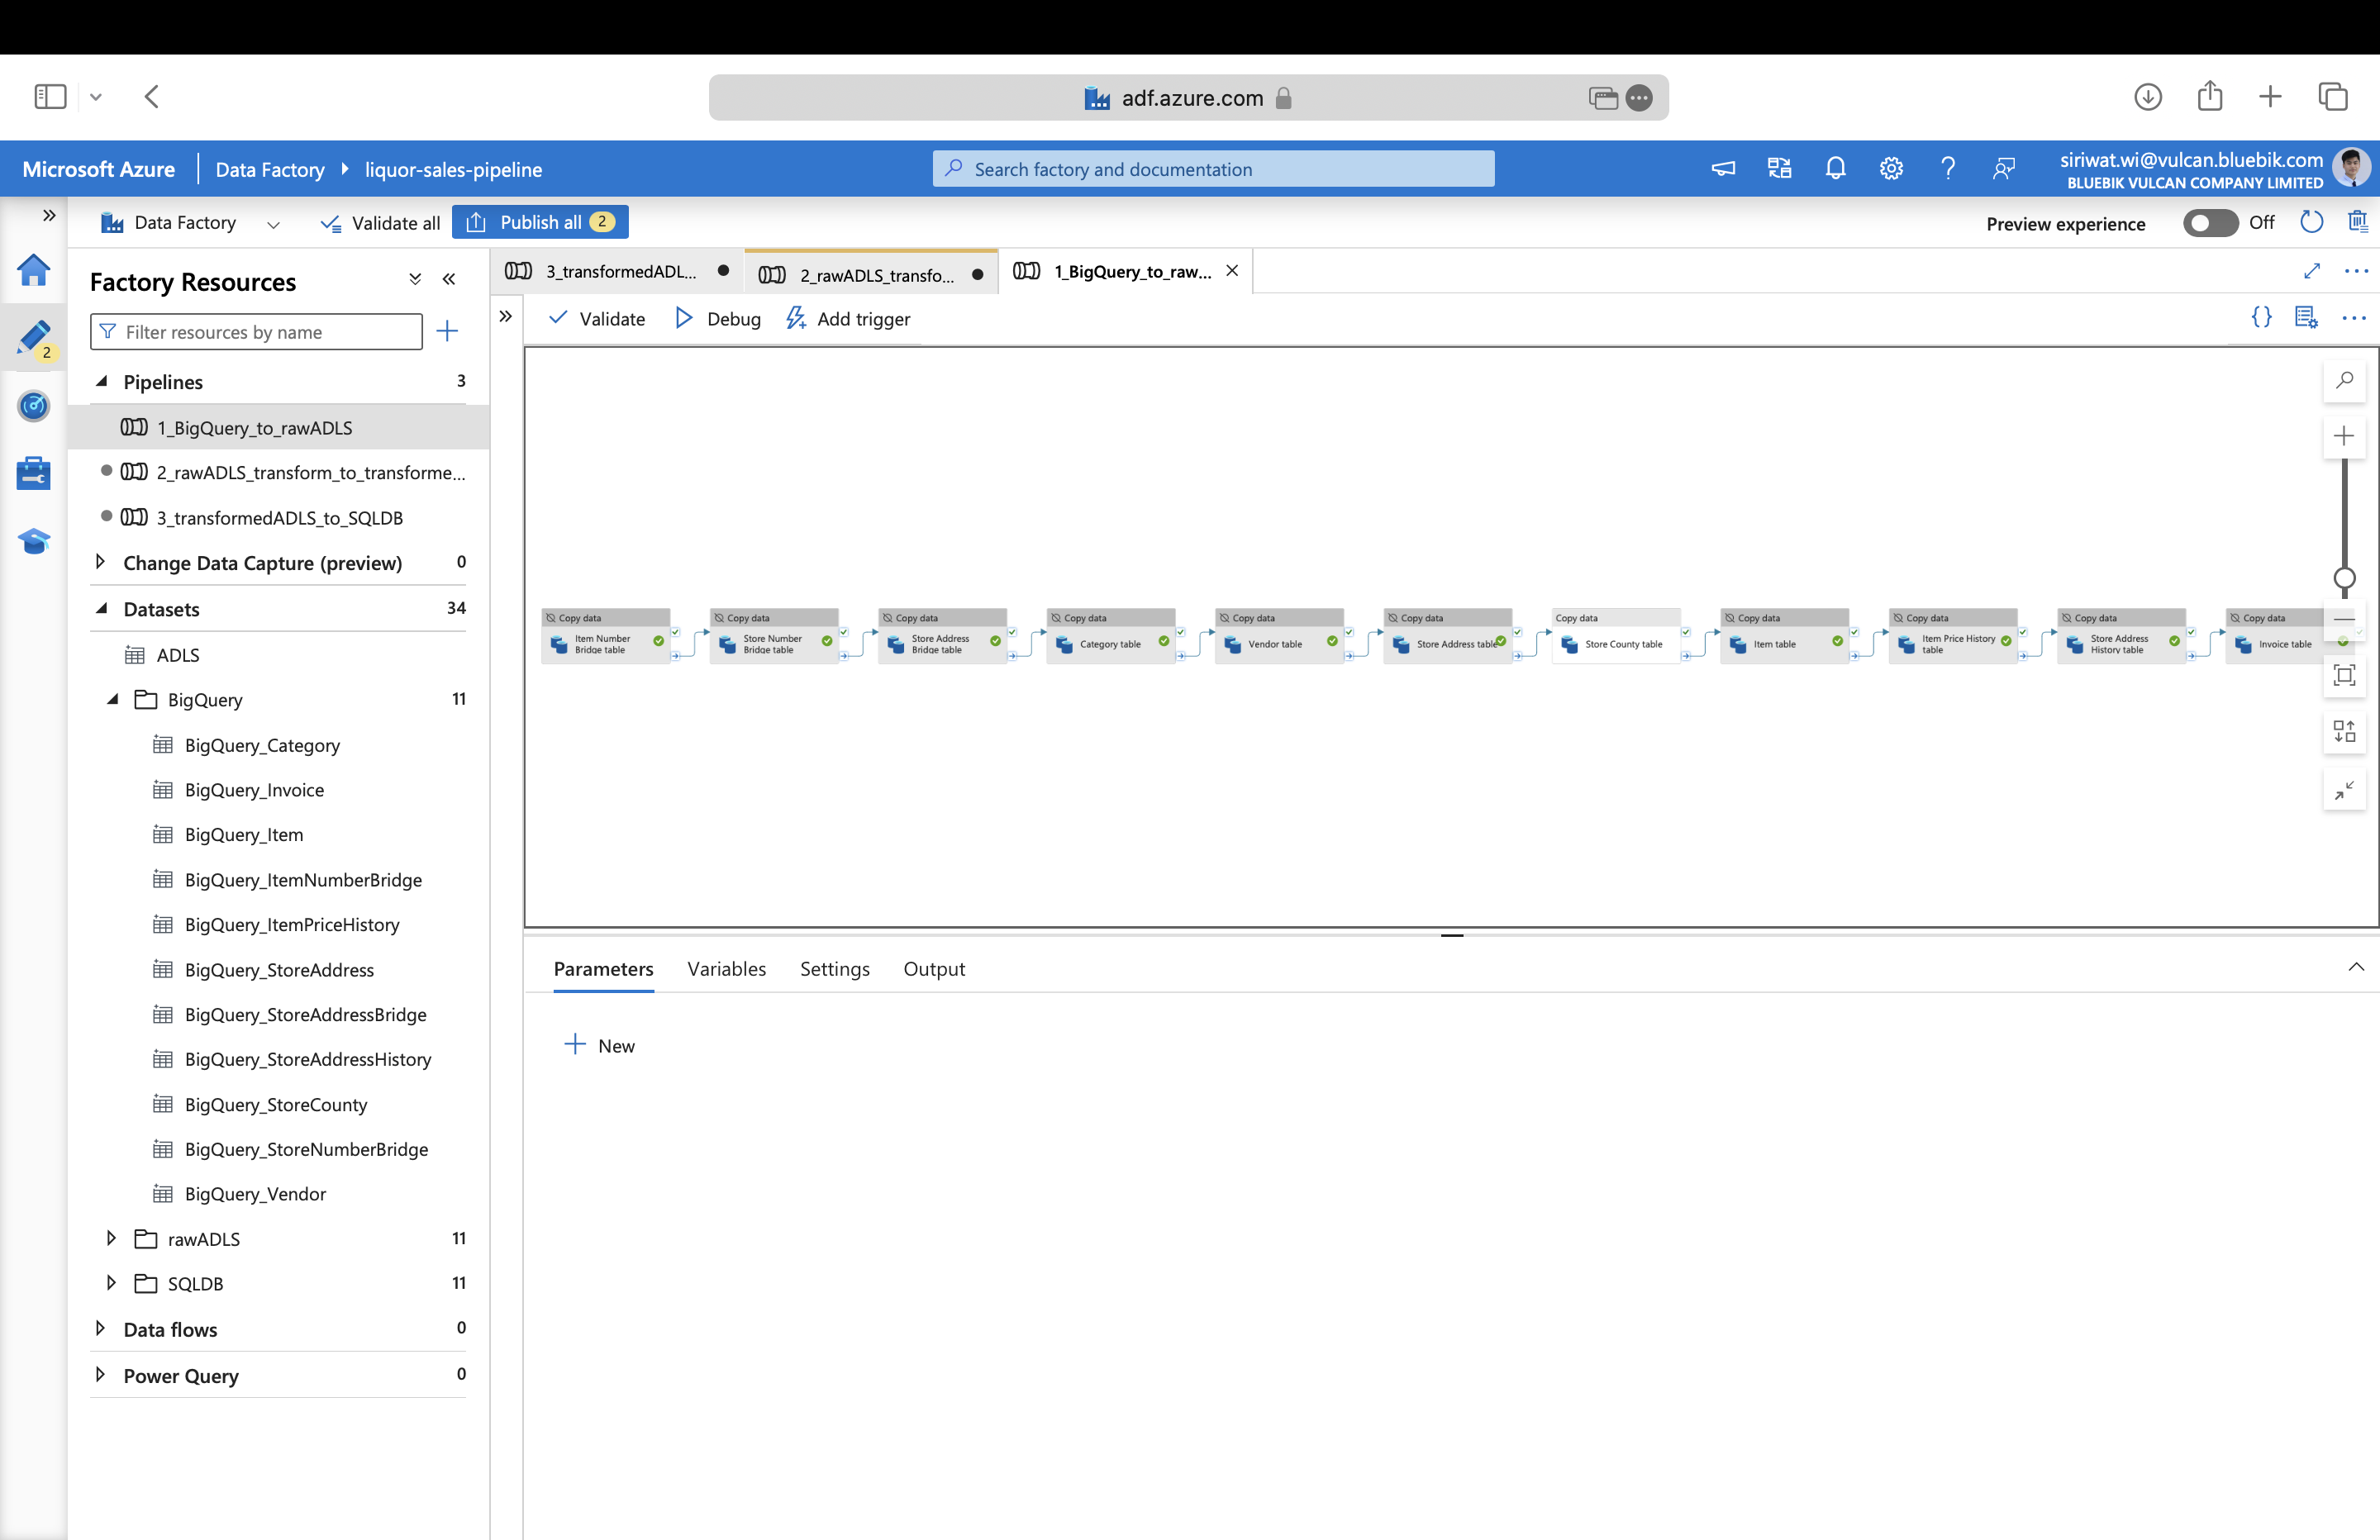 adf.azure.com
Microsoft Azure
Data Factory
liquor-sales-pipeline
Search factory and documentation
siriwat.wi@vulcan.bluebik.com
BLUEBIK VULCAN COMPANY LIMITED
Data Factory
Validate all
Publish all 2
Preview experience
Off
2
Factory Resources
Filter resources by name
Pipelines 3
1_BigQuery_to_rawADLS
2_rawADLS_transform_to_transforme...
3_transformedADLS_to_SQLDB
Change Data Capture (preview) 0
Datasets 34
ADLS
BigQuery 11
BigQuery_Category
BigQuery_Invoice
BigQuery_Item
BigQuery_ItemNumberBridge
BigQuery_ItemPriceHistory
BigQuery_StoreAddress
BigQuery_StoreAddressBridge
BigQuery_StoreAddressHistory
BigQuery_StoreCounty
BigQuery_StoreNumberBridge
BigQuery_Vendor
rawADLS 11
SQLDB 11
Data flows 0
Power Query 0
3_transformedADL...
2_rawADLS_transfo...
1_BigQuery_to_raw...
Validate
Debug
Add trigger
Copy data
Item Number
Bridge table
Copy data
Store Number
Bridge table
Copy data
Store Address
Bridge table
Copy data
Category table
Copy data
Vendor table
Copy data
Store Address table
Copy data
Store County table
Copy data
Item table
Copy data
Item Price History
table
Copy data
Store Address
History table
Copy data
Invoice table
Parameters
Variables
Settings
Output
New